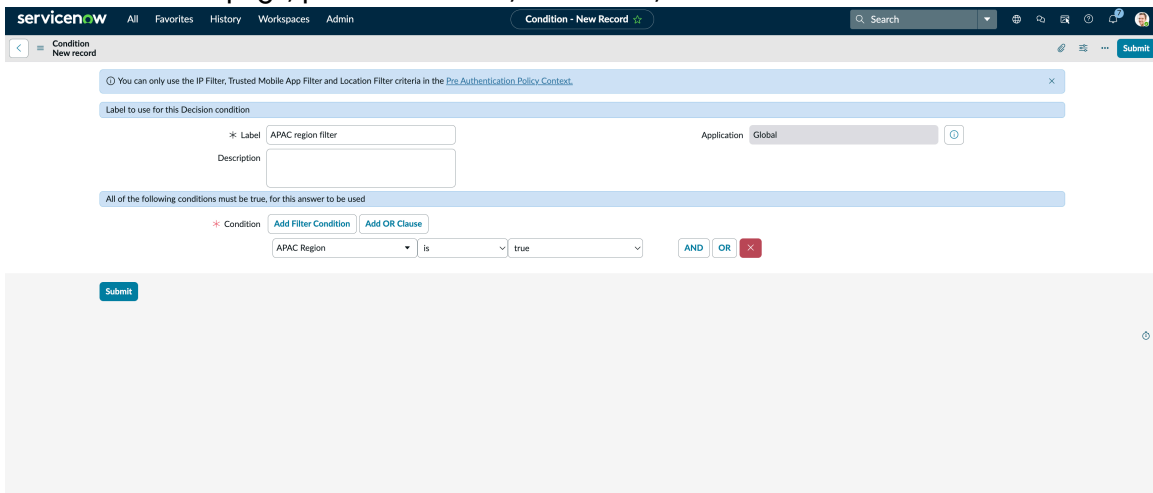 servicenow All Favorites History Workspaces Admin Condition - New Record Search 7
Condition
New record
Submit
You can only use the IP Filter, Trusted Mobile App Filter and Location Filter criteria in the Pre Authentication Policy Context.
Label to use for this Decision condition
Label APAC region filter Application Global
Description
All of the following conditions must be true, for this answer to be used
Condition Add Filter Condition Add OR Clause
APAC Region is true AND OR
Submit